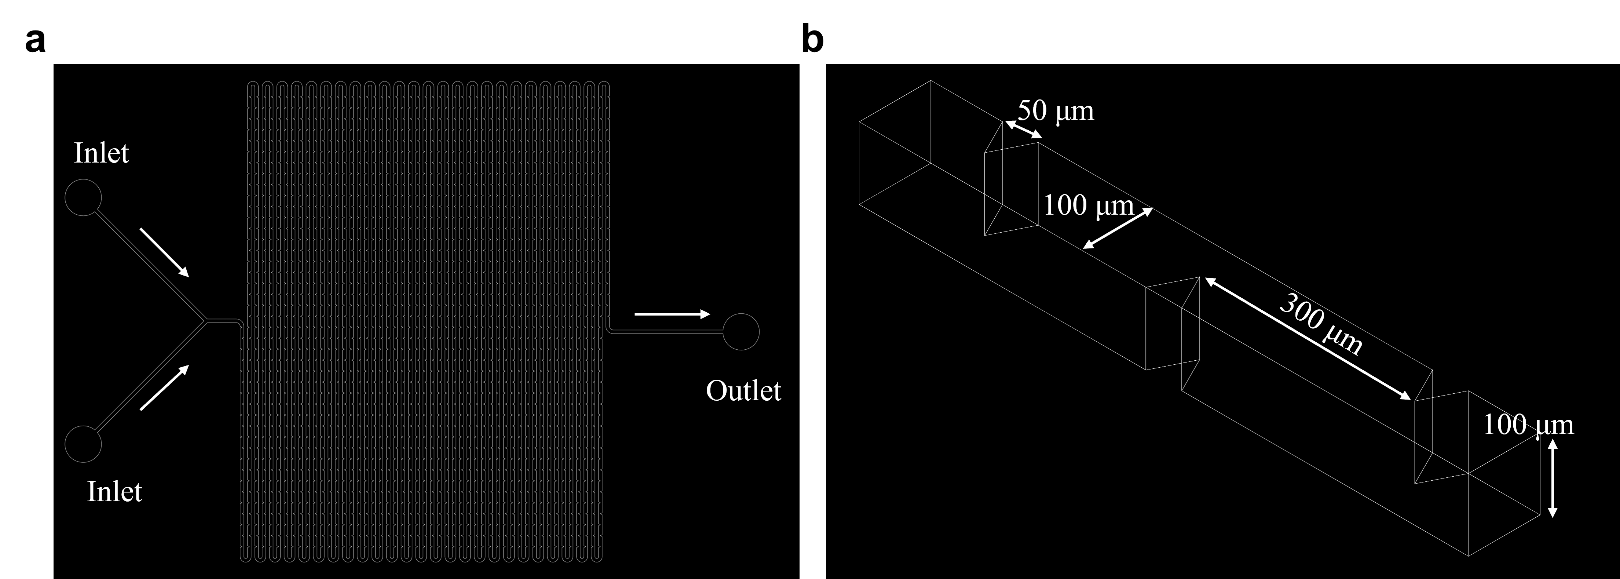 a
b
Inlet
Inlet
Outlet
50 μm
100 μm
300 μm
100 μm